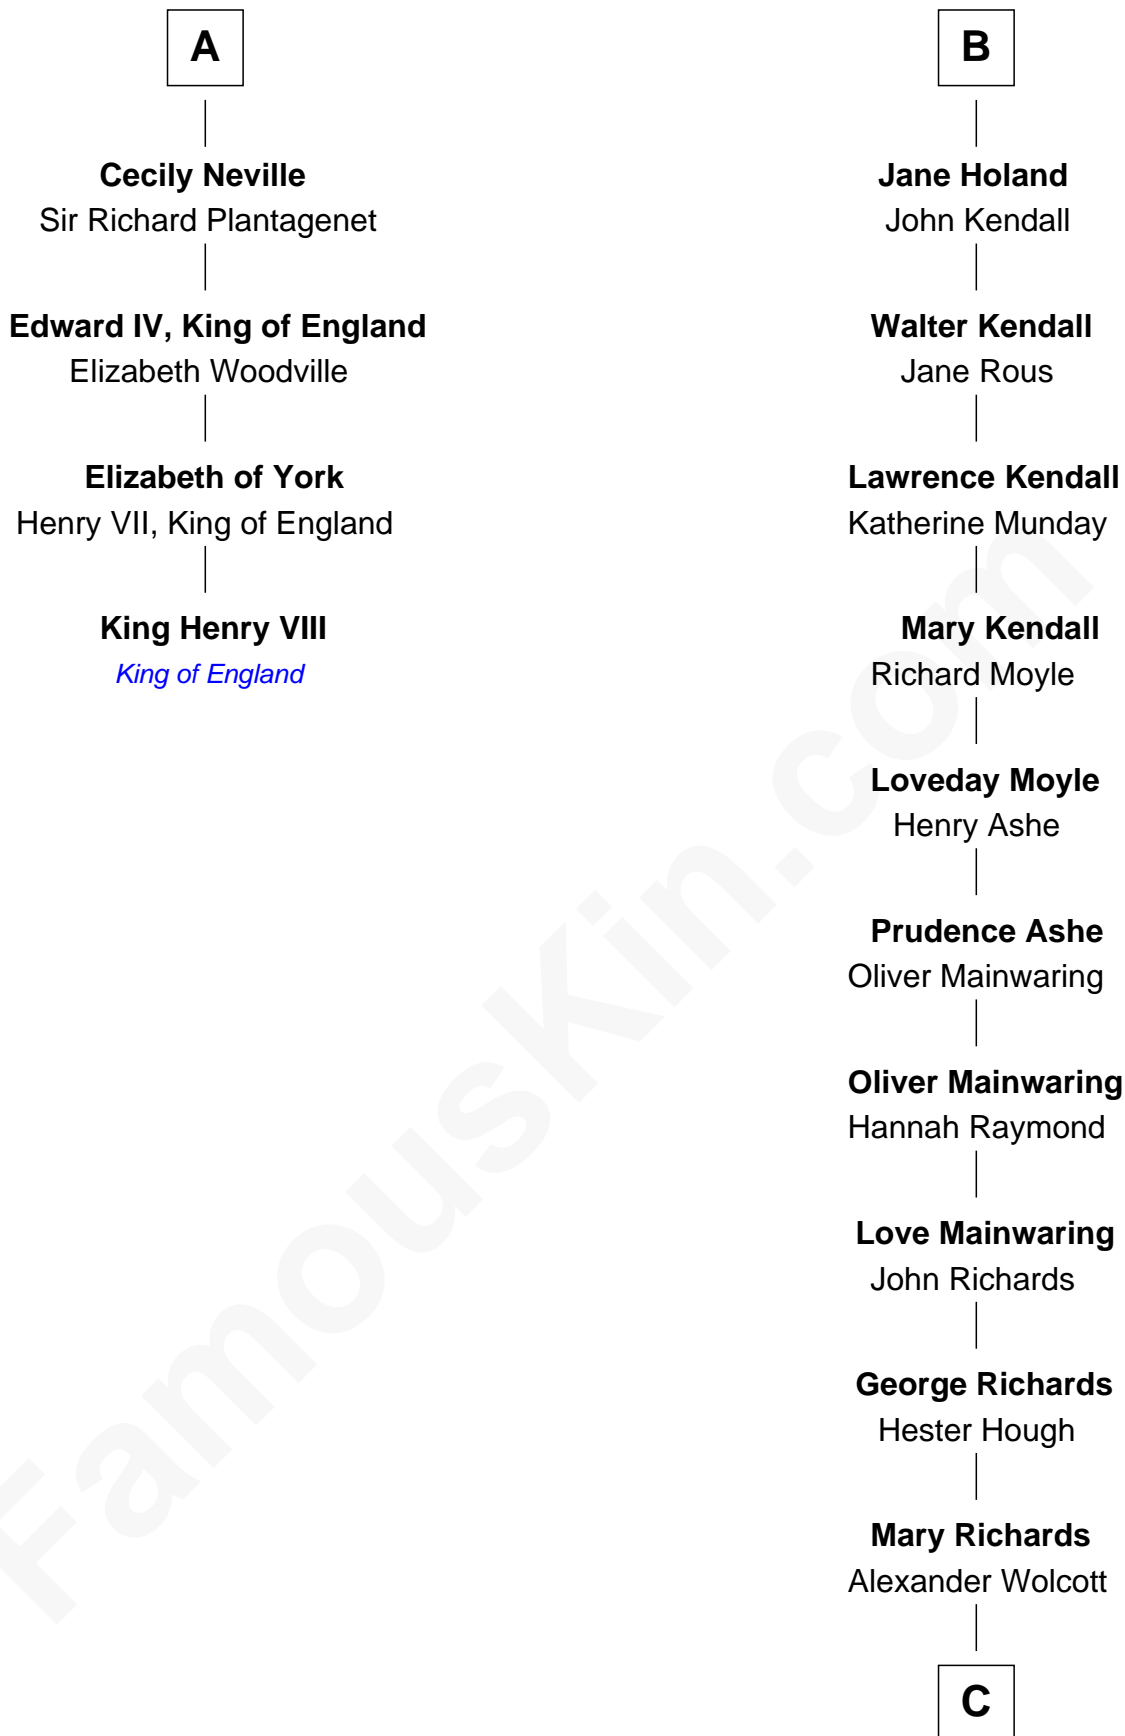 A
Cecily Neville
Sir Richard Plantagenet
Edward IV, King of England
Elizabeth Woodville
Elizabeth of York
Henry VII, King of England
King Henry VIII
King of England
B
Jane Holand
John Kendall
Walter Kendall
Jane Rous
Lawrence Kendall
Katherine Munday
Mary Kendall
Richard Moyle
Loveday Moyle
Henry Ashe
Prudence Ashe
Oliver Mainwaring
Oliver Mainwaring
Hannah Raymond
Love Mainwaring
John Richards
George Richards
Hester Hough
Mary Richards
Alexander Wolcott
C
FamousKin.com